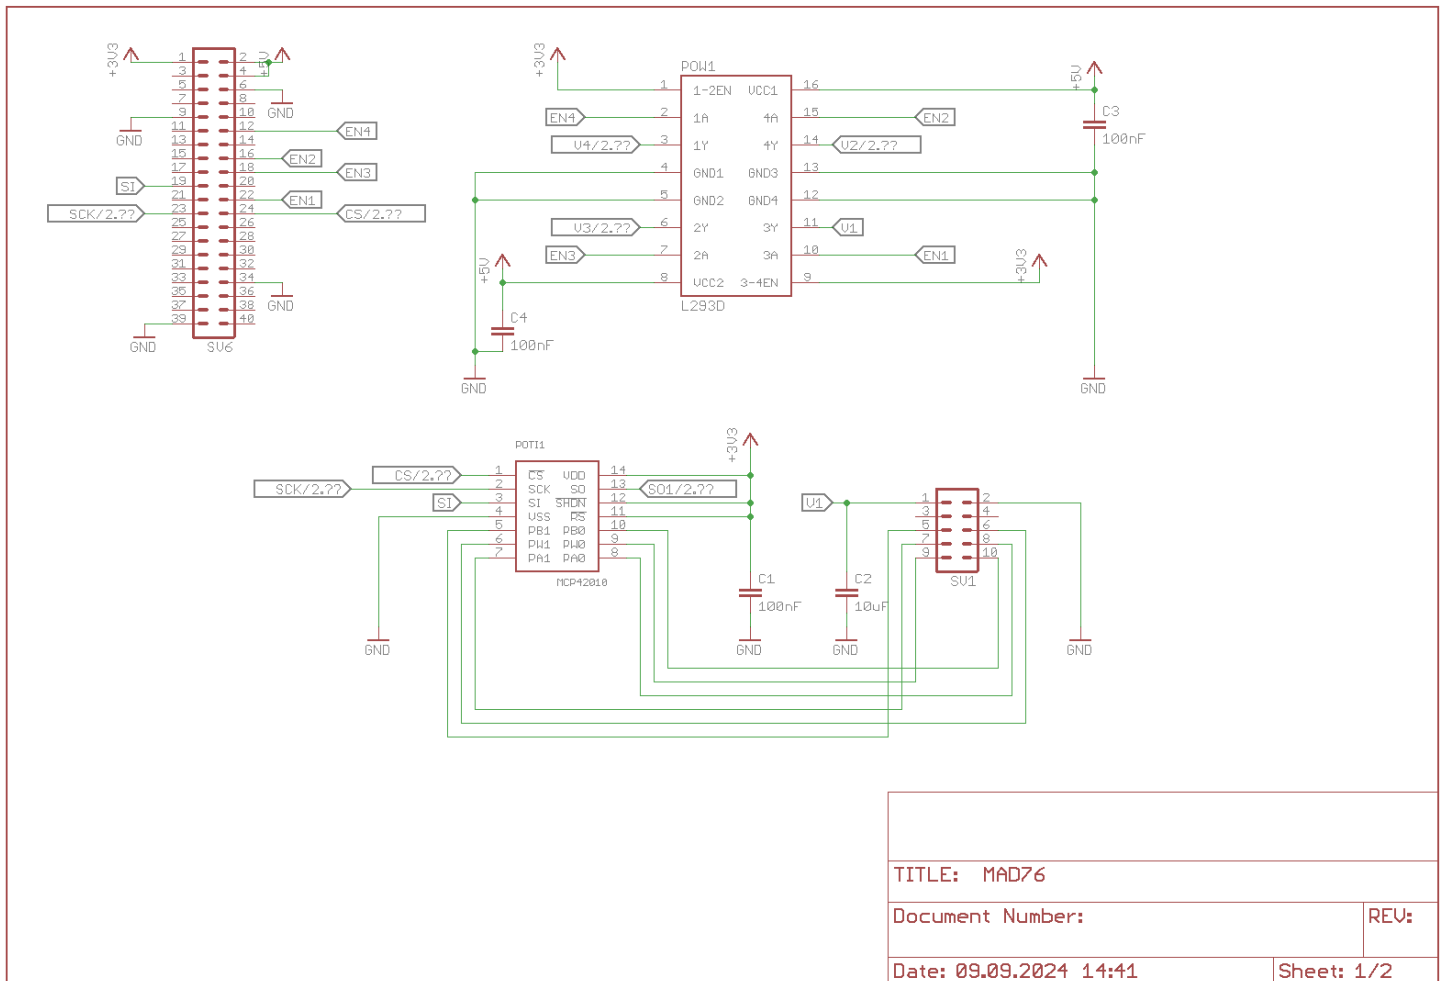 +3V3
1 2
+5V
3 4
5 6
7 8
GND
9 10
GND
11 12
EN4
13 14
15 16
EN2
17 18
EN3
SI
19 20
21 22
EN1
SCK/2.??
23 24
CS/2.??
25 26
27 28
29 30
31 32
33 34
GND
35 36
37 38
39 40
GND
SV6
+3V3
POW1
+5V
1 1-2EN VCC1 16
EN4 2 1A 4A 15 EN2
V4/2.?? 3 1Y 4Y 14 V2/2.??
4 GND1 GND3 13
5 GND2 GND4 12
V3/2.?? 6 2Y 3Y 11 V1
EN3 7 2A 3A 10 EN1
8 VCC2 3-4EN 9
L293D
C3
100nF
+5V
+3V3
C4
100nF
GND
GND
POTI1
+3V3
CS/2.?? 1 CS VDD 14
SCK/2.?? 2 SCK SO 13 SO1/2.??
SI 3 SI SHDN 12
4 VSS RS 11
5 PB1 PB0 10
6 PW1 PW0 9
7 PA1 PA0 8
MCP42010
V1
1 2
3 4
5 6
7 8
9 10
SV1
C1
100nF
C2
10uF
GND
GND
GND
GND
TITLE: MAD76
Document Number:
REV:
Date: 09.09.2024 14:41
Sheet: 1/2